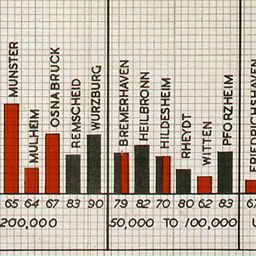 MUNSTER
MULHEIM
OSNABRUCK
REMSCHEID
WURZBURG
BREMERHAVEN
HEILBRONN
HILDESHEIM
RHEYDT
WITTEN
PFORZHEIM
65 64 67 83 90 79 82 70 80 62 83
200,000
50,000 TO 100,000